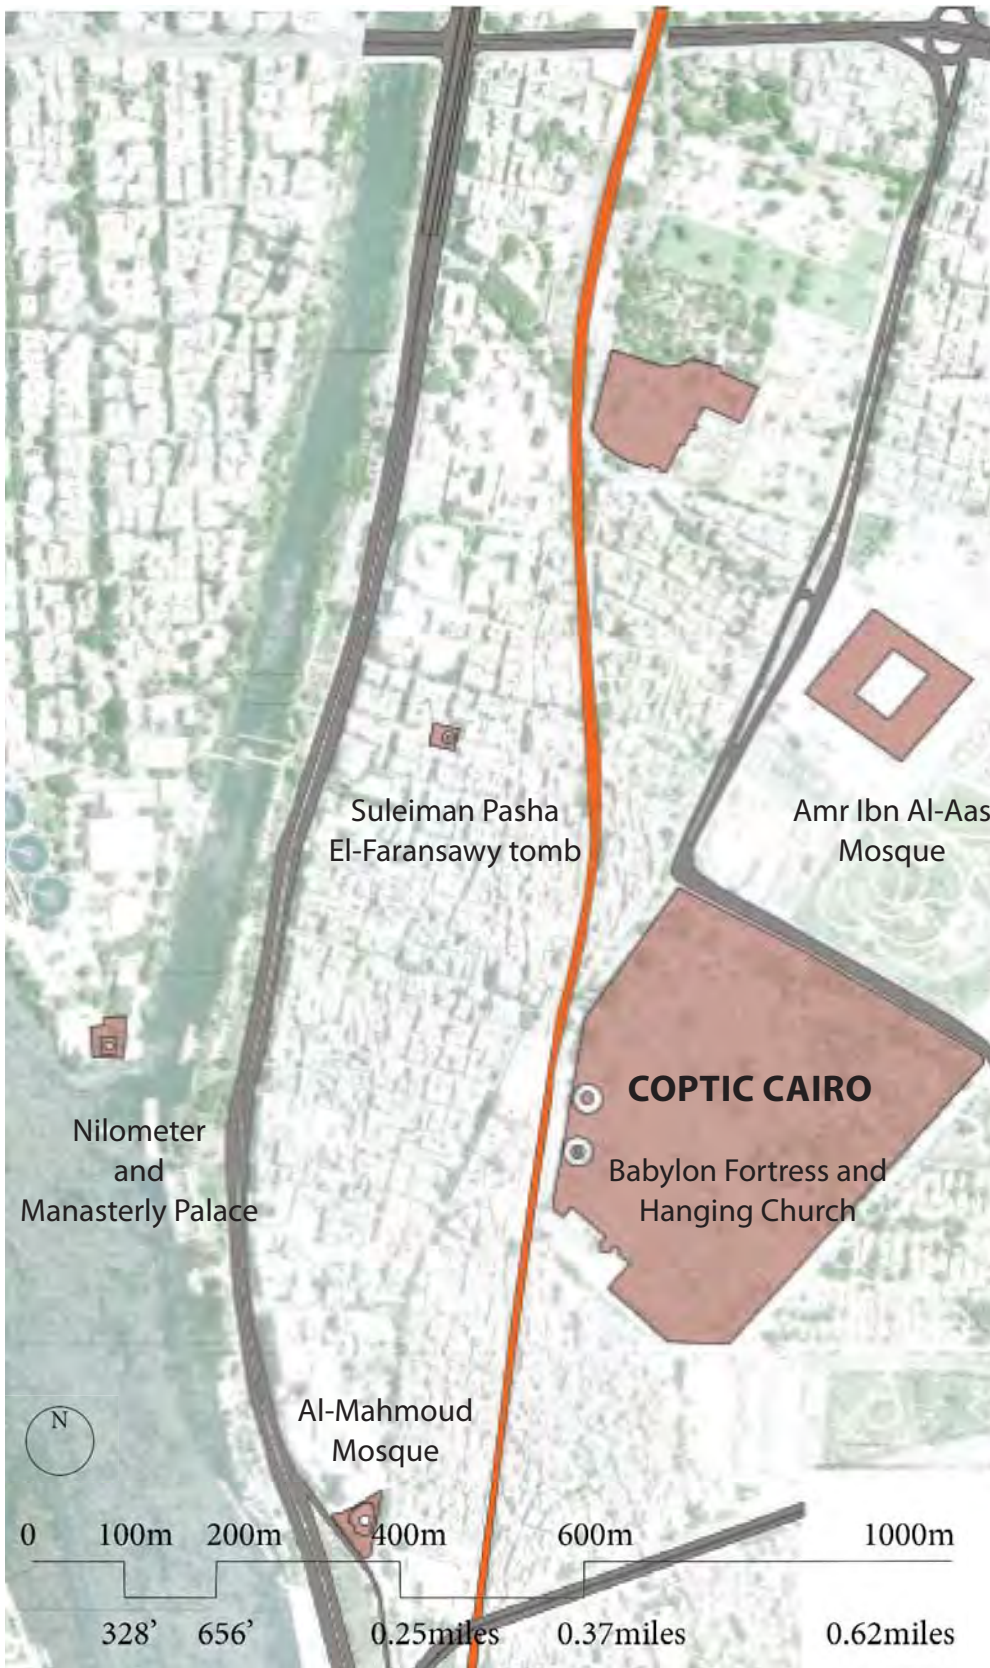 Suleiman Pasha
El-Faransawy tomb
Amr Ibn Al-Aas
Mosque
COPTIC CAIRO
Babylon Fortress and
Hanging Church
Nilometer
and
Manasterly Palace
Al-Mahmoud
Mosque
N
0 100m 200m 400m 600m 1000m
328’ 656’ 0.25miles 0.37miles 0.62miles